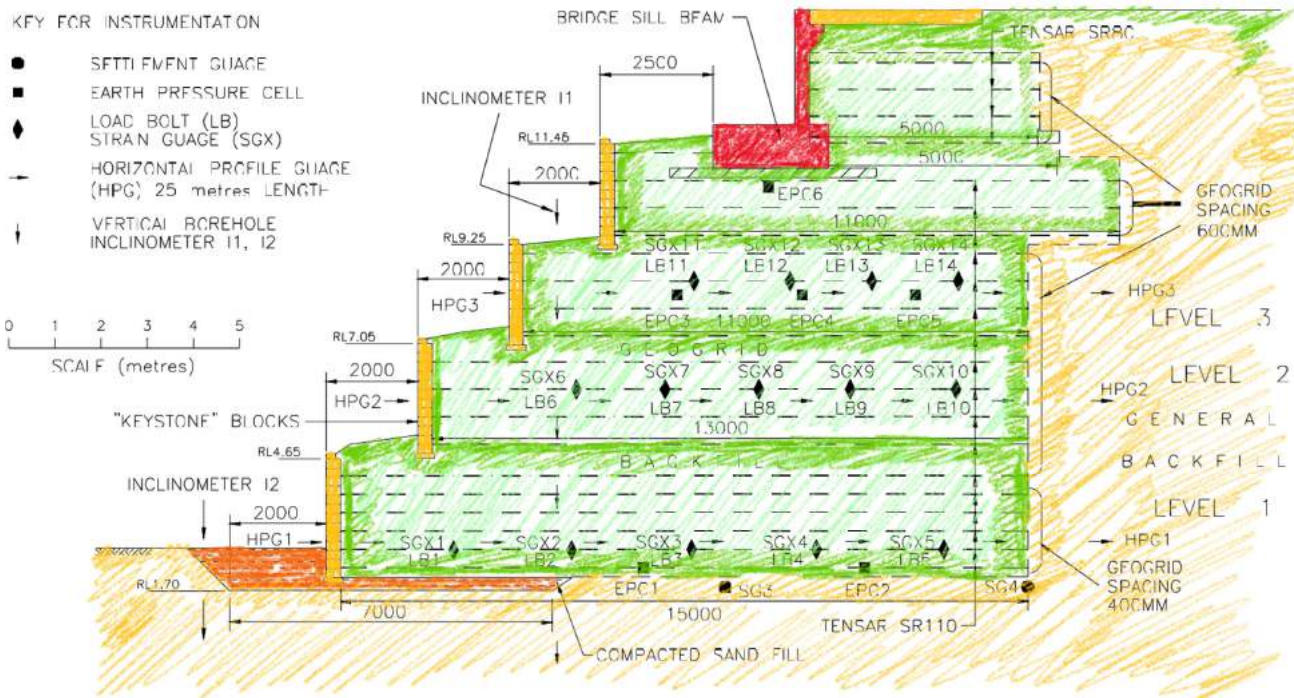 KEY FOR INSTRUMENTATION
SETTLEMENT GUAGE
EARTH PRESSURE CELL
LOAD BOLT (LB)
STRAIN GUAGE (SGX)
HORIZONTAL PROFILE GUAGE
(HPG) 25 metres LENGTH
VERTICAL BOREHOLE
INCLINOMETER I1, I2
0 1 2 3 4 5
SCALE (metres)
BRIDGE SILL BEAM
TENSAR SR80
2500
INCLINOMETER I1
RL11.45
5000
5000
2000
EPC6
GEOGRID
SPACING
600MM
11000
RL9.25
SGX11 SGX12 SGX13 SGX14
LB11 LB12 LB13 LB14
2000
HPG3
HPG3
EPC3 11000 EPC4 EPC5
LEVEL 3
RL7.05
GEOGRID
SGX6 SGX7 SGX8 SGX9 SGX10
LEVEL 2
2000
HPG2
LB6 LB7 LB8 LB9 LB10
HPG2
"KEYSTONE" BLOCKS
13000
GENERAL
RL4.65
BACKFILL
BACKFILL
INCLINOMETER I2
LEVEL 1
2000
HPG1
SGX1 SGX2 SGX3 SGX4 SGX5
HPG1
LB1 LB2 LB3 LB4 LB5
RL1.70
EPC1 SG3 EPC2 SG4
GEOGRID
SPACING
400MM
7000 15000
TENSAR SR110
COMPACTED SAND FILL